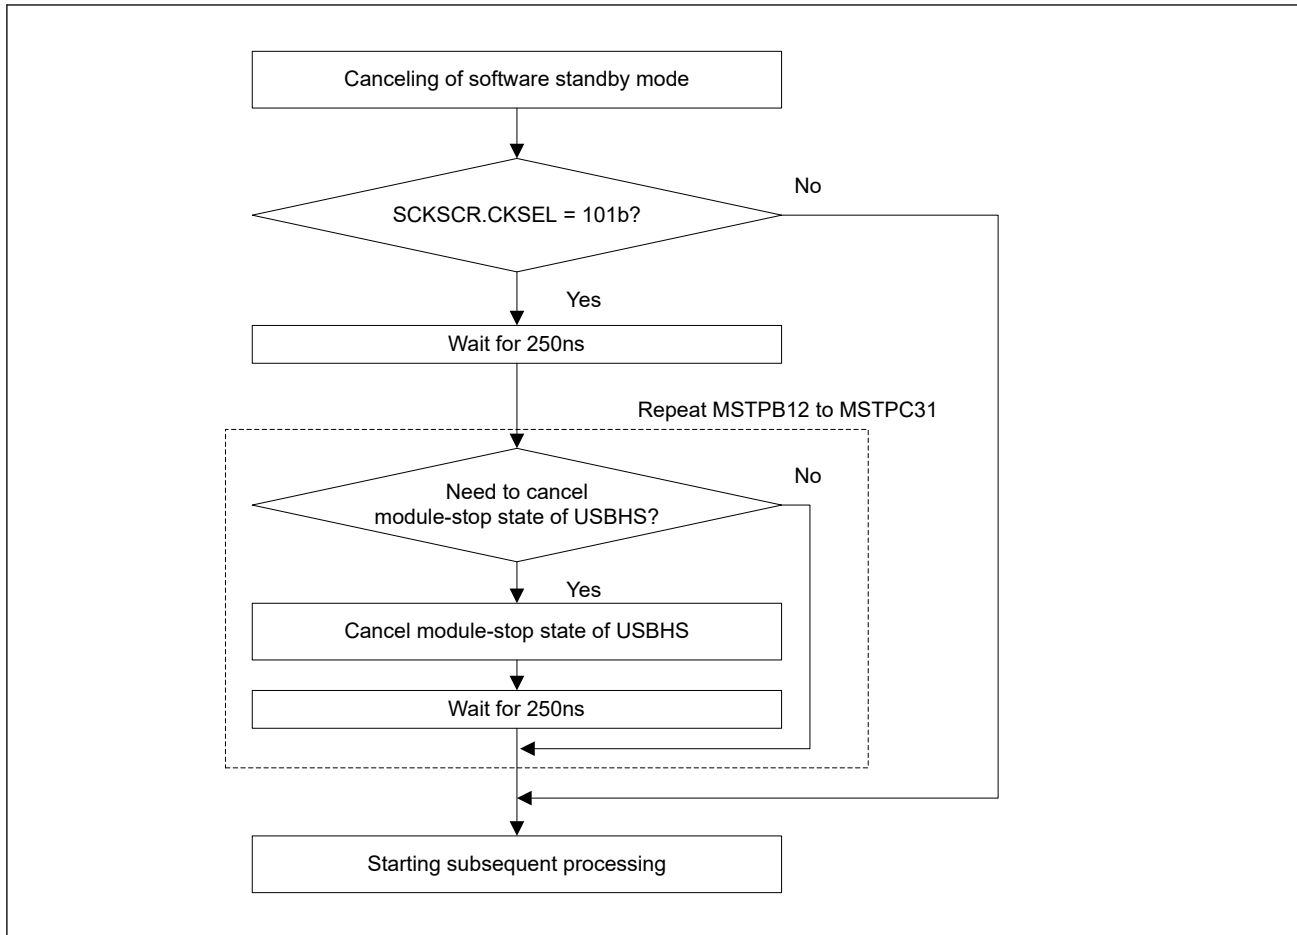 Canceling of software standby mode
No
SCKSCR.CKSEL = 101b?
Yes
Wait for 250ns
Repeat MSTPB12 to MSTPC31
No
Need to cancel
module-stop state of USBHS?
Yes
Cancel module-stop state of USBHS
Wait for 250ns
Starting subsequent processing